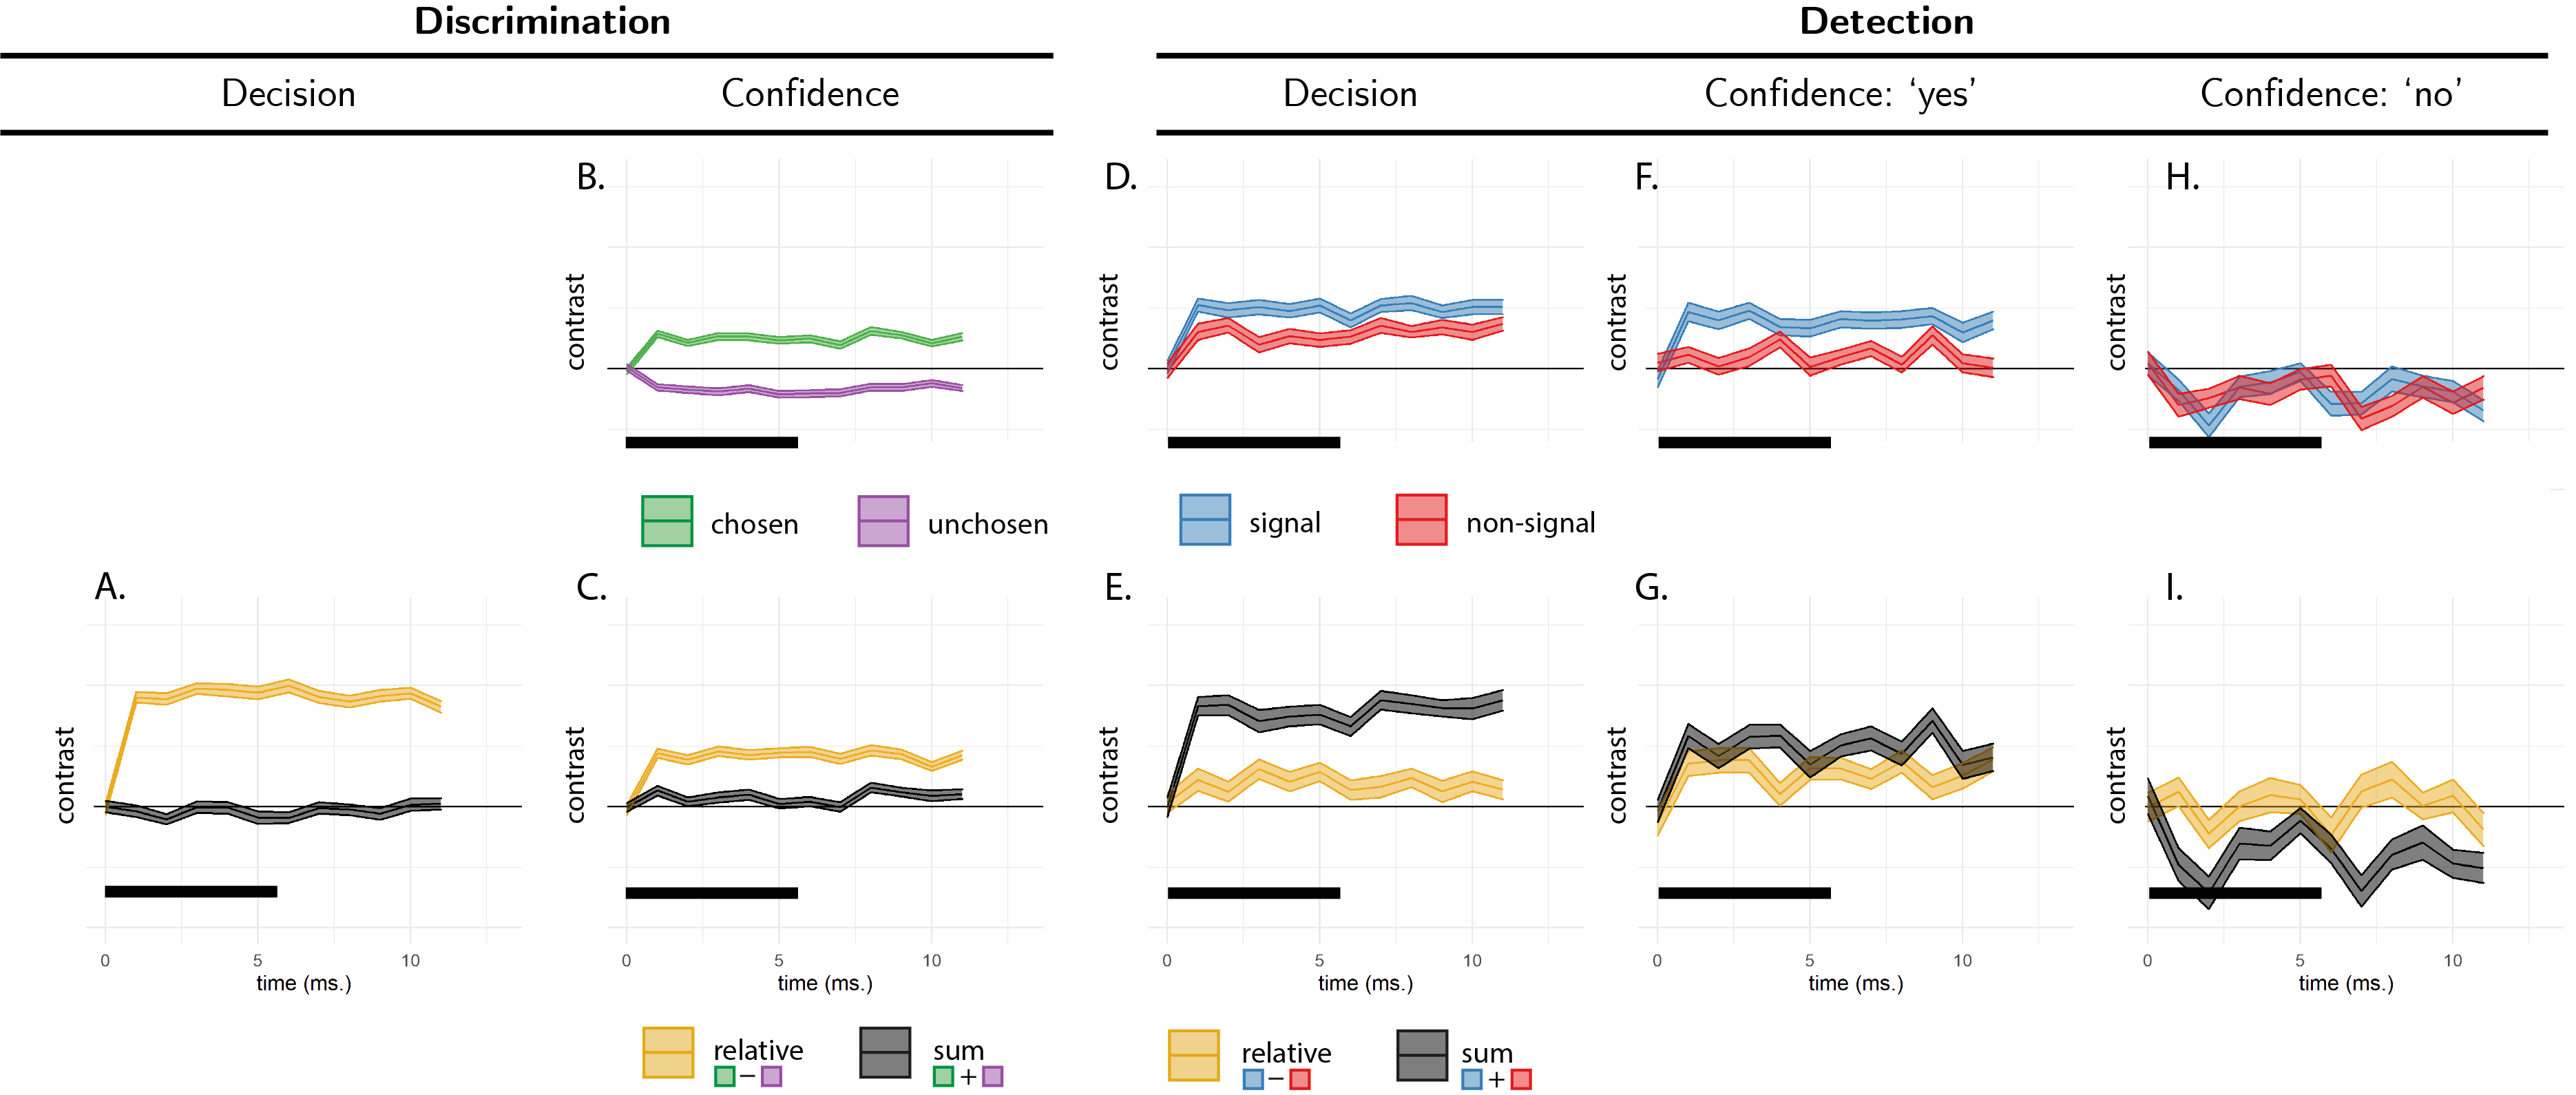 Discrimination
Detection
Decision
Confidence
Decision
Confidence: ‘yes’
Confidence: ‘no’
B.
D.
F.
H.
contrast
contrast
contrast
contrast
chosen
unchosen
signal
non-signal
A.
C.
E.
G.
I.
contrast
contrast
contrast
contrast
contrast
0 5 10
0 5 10
0 5 10
0 5 10
0 5 10
time (ms.)
time (ms.)
time (ms.)
time (ms.)
time (ms.)
relative
sum
relative
sum
−
+
−
+